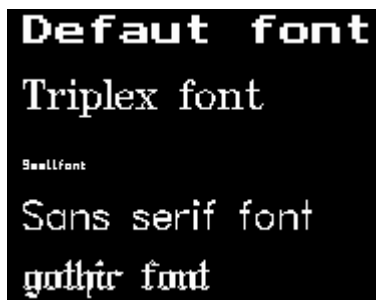 Defaut font
Triplex font
Smallfont
Sans serif font
gothic font